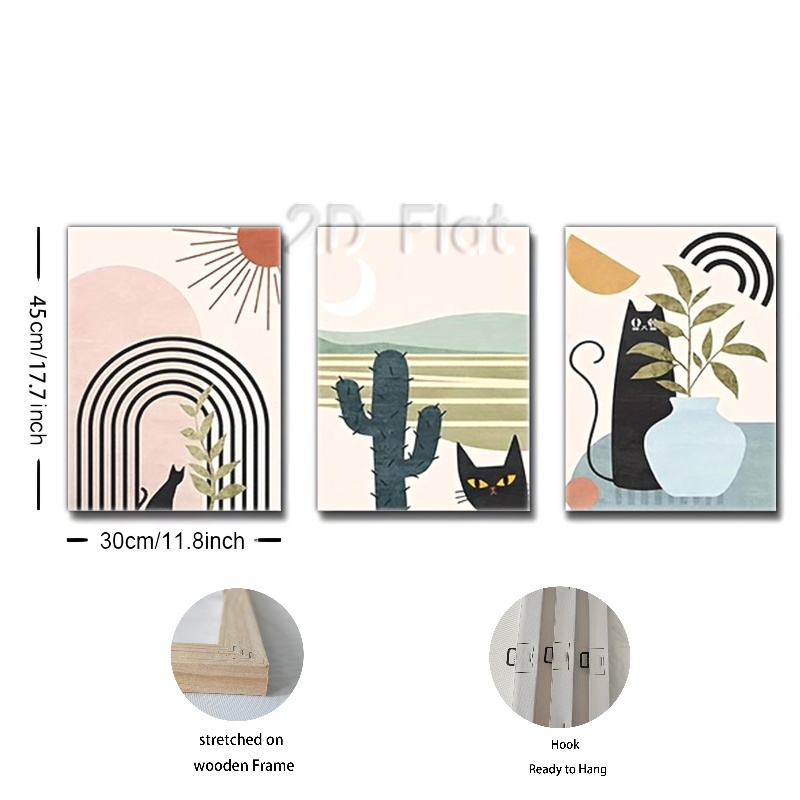 2D Flat
45cm/17.7inch
30cm/11.8inch
stretched on
wooden Frame
Hook
Ready to Hang